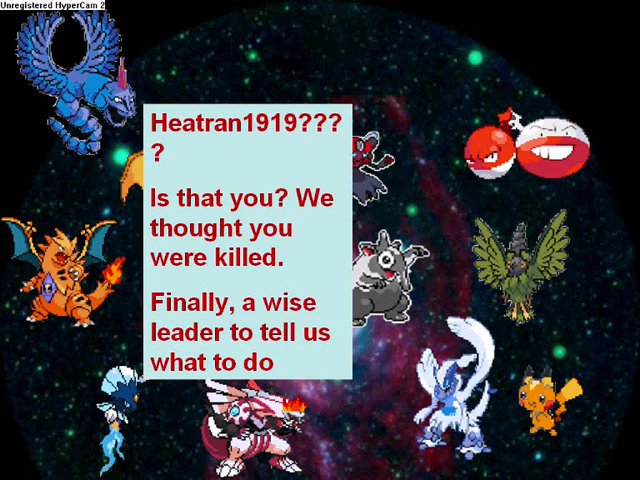 Unregistered HyperCam 2
Heatran1919???
?
Is that you? We
thought you
were killed.
Finally, a wise
leader to tell us
what to do